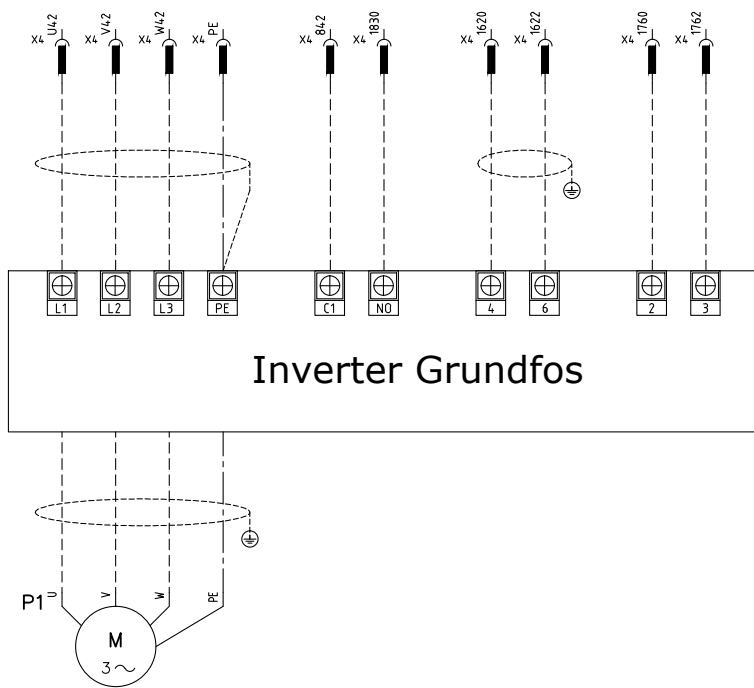 X4 U42 X4 V42 X4 W42 X4 PE X4 842 X4 1830 X4 1620 X4 1622 X4 1760 X4 1762
L1 L2 L3 PE C1 NO 4 6 2 3
Inverter Grundfos
P1 U V W PE
M
3~